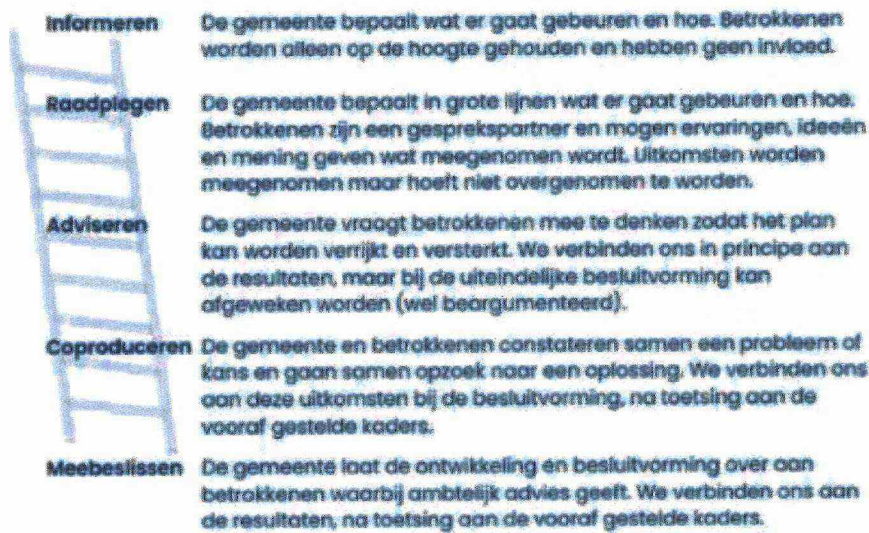 Informeren De gemeente bepaalt wat er gaat gebeuren en hoe. Betrokkenen
worden alleen op de hoogte gehouden en hebben geen invloed.
Raadplegen De gemeente bepaalt in grote lijnen wat er gaat gebeuren en hoe.
Betrokkenen zijn een gesprekspartner en mogen ervaringen, ideeën
en mening geven wat meegenomen wordt. Uitkomsten worden
meegenomen maar hoeft niet overgenomen te worden.
Adviseren De gemeente vraagt betrokkenen mee te denken zodat het plan
kan worden verrijkt en versterkt. We verbinden ons in principe aan
de resultaten, maar bij de uiteindelijke besluitvorming kan
afgeweken worden (wel beargumenteerd).
Coproduceren De gemeente en betrokkenen constateren samen een probleem of
kans en gaan samen opzoek naar een oplossing. We verbinden ons
aan deze uitkomsten bij de besluitvorming, na toetsing aan de
vooraf gestelde kaders.
Meebeslissen De gemeente laat de ontwikkeling en besluitvorming over aan
betrokkenen waarbij ambtelijk advies geeft. We verbinden ons aan
de resultaten, na toetsing aan de vooraf gestelde kaders.